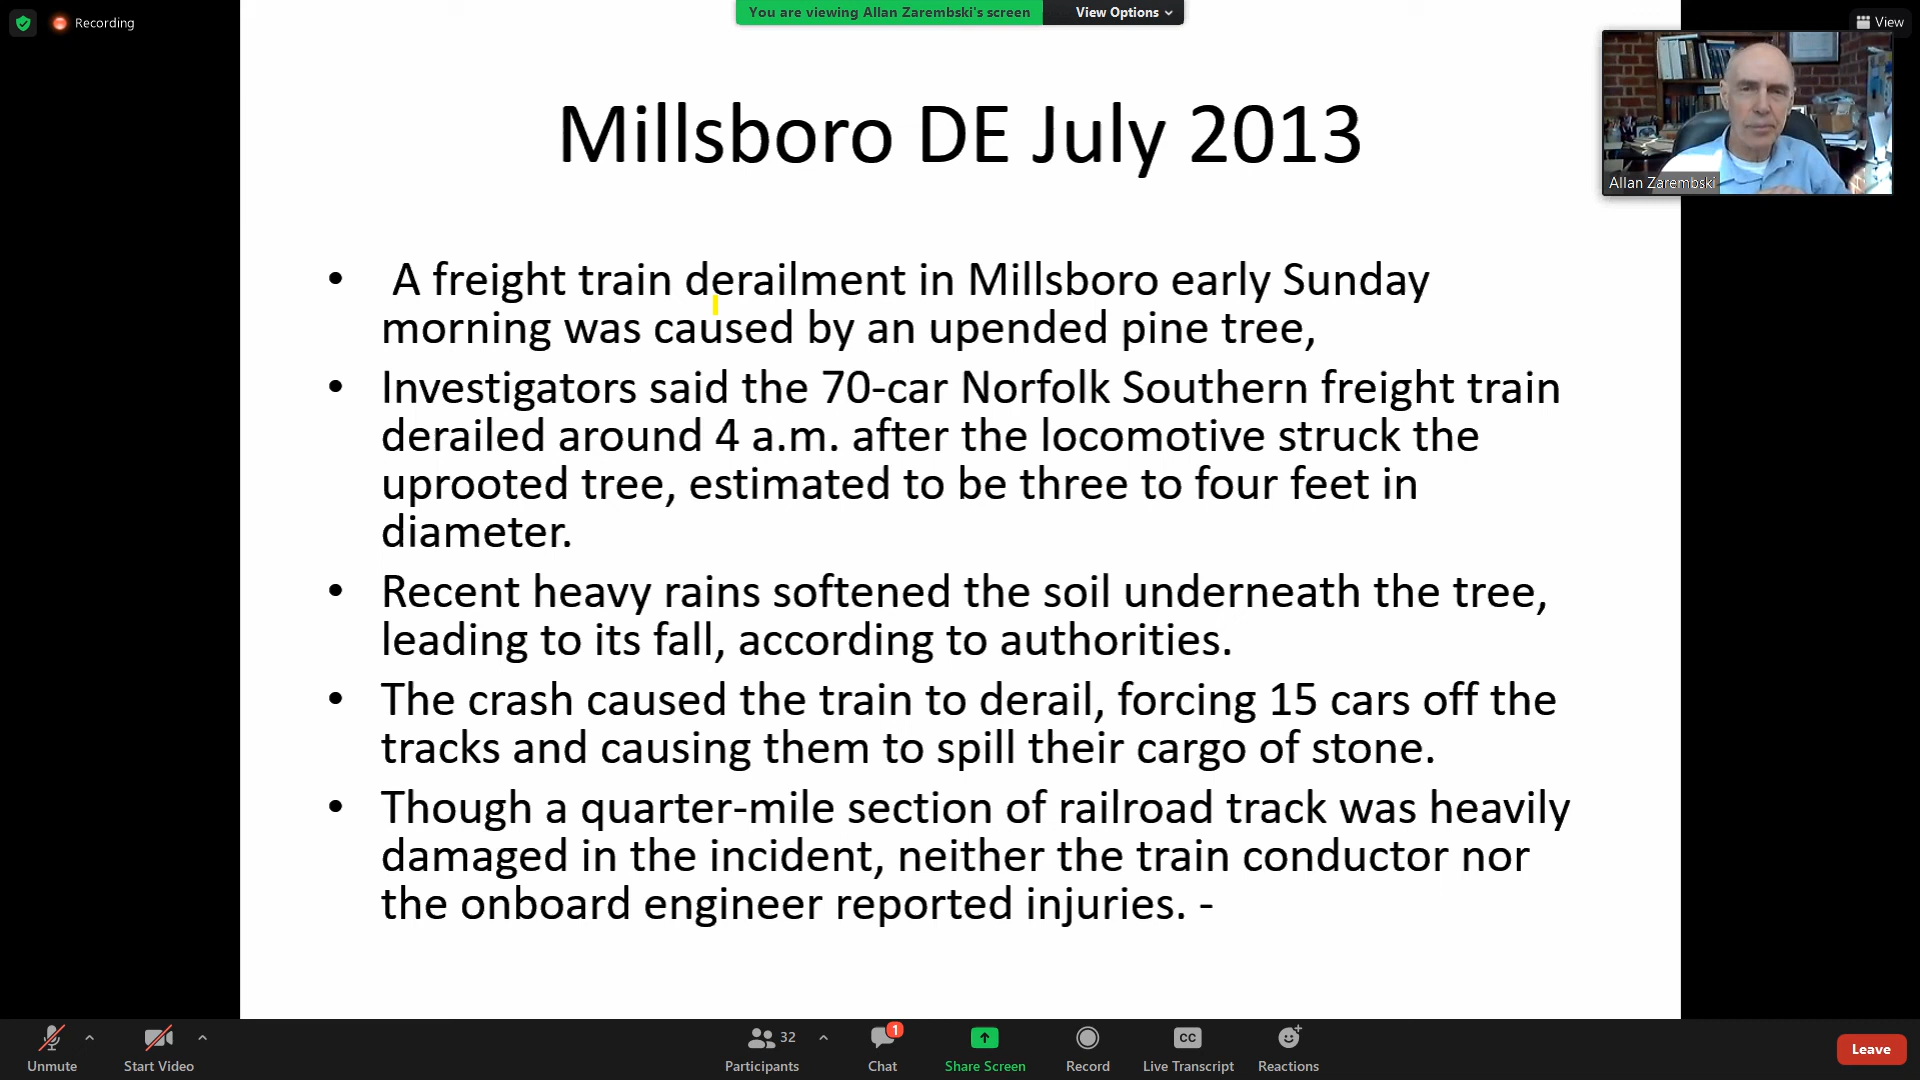 Recording
You are viewing Allan Zarembski's screen
View Options
View
Allan Zarembski
Millsboro DE July 2013
• A freight train derailment in Millsboro early Sunday
morning was caused by an upended pine tree,
• Investigators said the 70-car Norfolk Southern freight train
derailed around 4 a.m. after the locomotive struck the
uprooted tree, estimated to be three to four feet in
diameter.
• Recent heavy rains softened the soil underneath the tree,
leading to its fall, according to authorities.
• The crash caused the train to derail, forcing 15 cars off the
tracks and causing them to spill their cargo of stone.
• Though a quarter-mile section of railroad track was heavily
damaged in the incident, neither the train conductor nor
the onboard engineer reported injuries. -
Unmute
Start Video
32
Participants
1
Chat
Share Screen
Record
CC
Live Transcript
Reactions
Leave